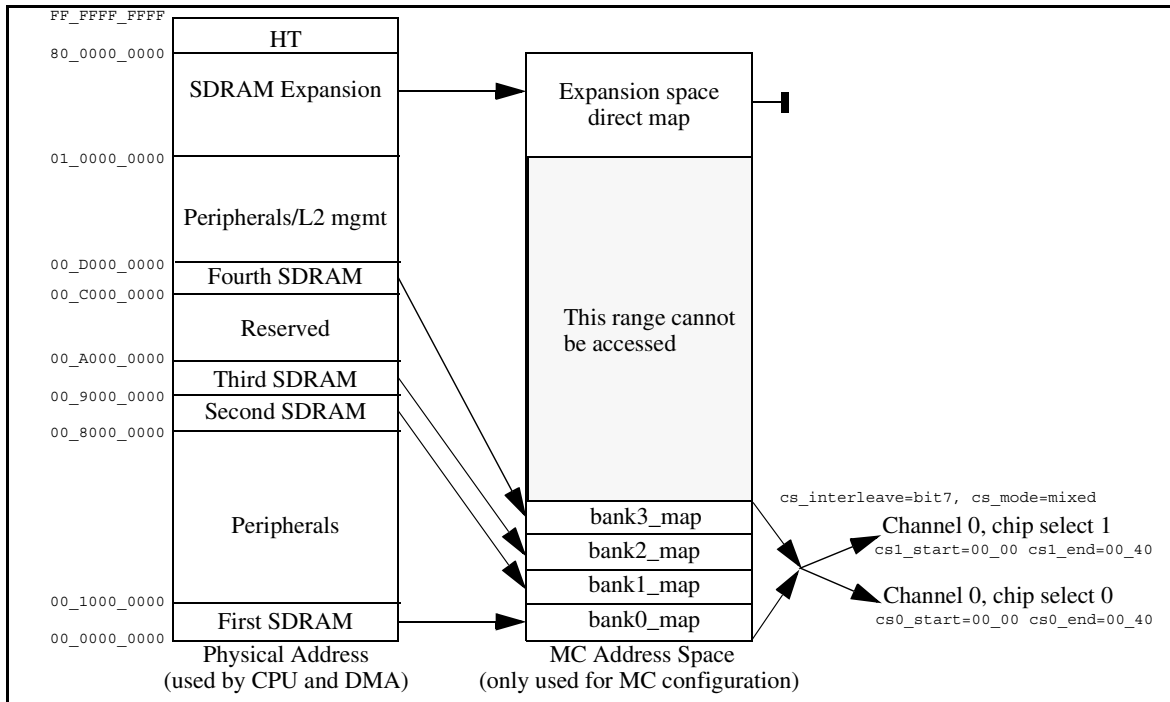 FF_FFFF_FFFF
HT
80_0000_0000
SDRAM Expansion
Expansion space
direct map
01_0000_0000
Peripherals/L2 mgmt
00_D000_0000
Fourth SDRAM
00_C000_0000
Reserved
This range cannot
be accessed
00_A000_0000
Third SDRAM
00_9000_0000
Second SDRAM
00_8000_0000
Peripherals
bank3_map
bank2_map
bank1_map
bank0_map
cs_interleave=bit7, cs_mode=mixed
Channel 0, chip select 1
cs1_start=00_00 cs1_end=00_40
Channel 0, chip select 0
cs0_start=00_00 cs0_end=00_40
00_1000_0000
First SDRAM
00_0000_0000
Physical Address
(used by CPU and DMA)
MC Address Space
(only used for MC configuration)